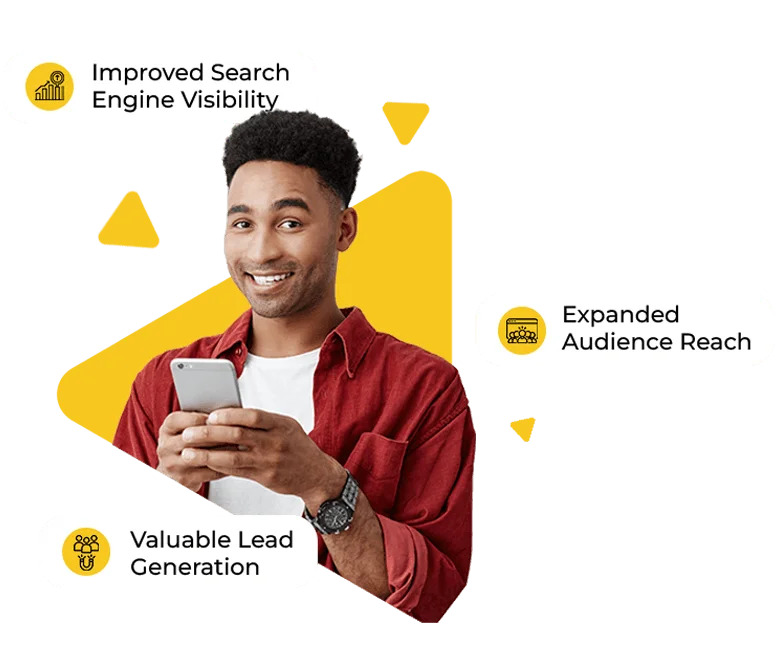 Improved Search
Engine Visibility
Expanded
Audience Reach
Valuable Lead
Generation